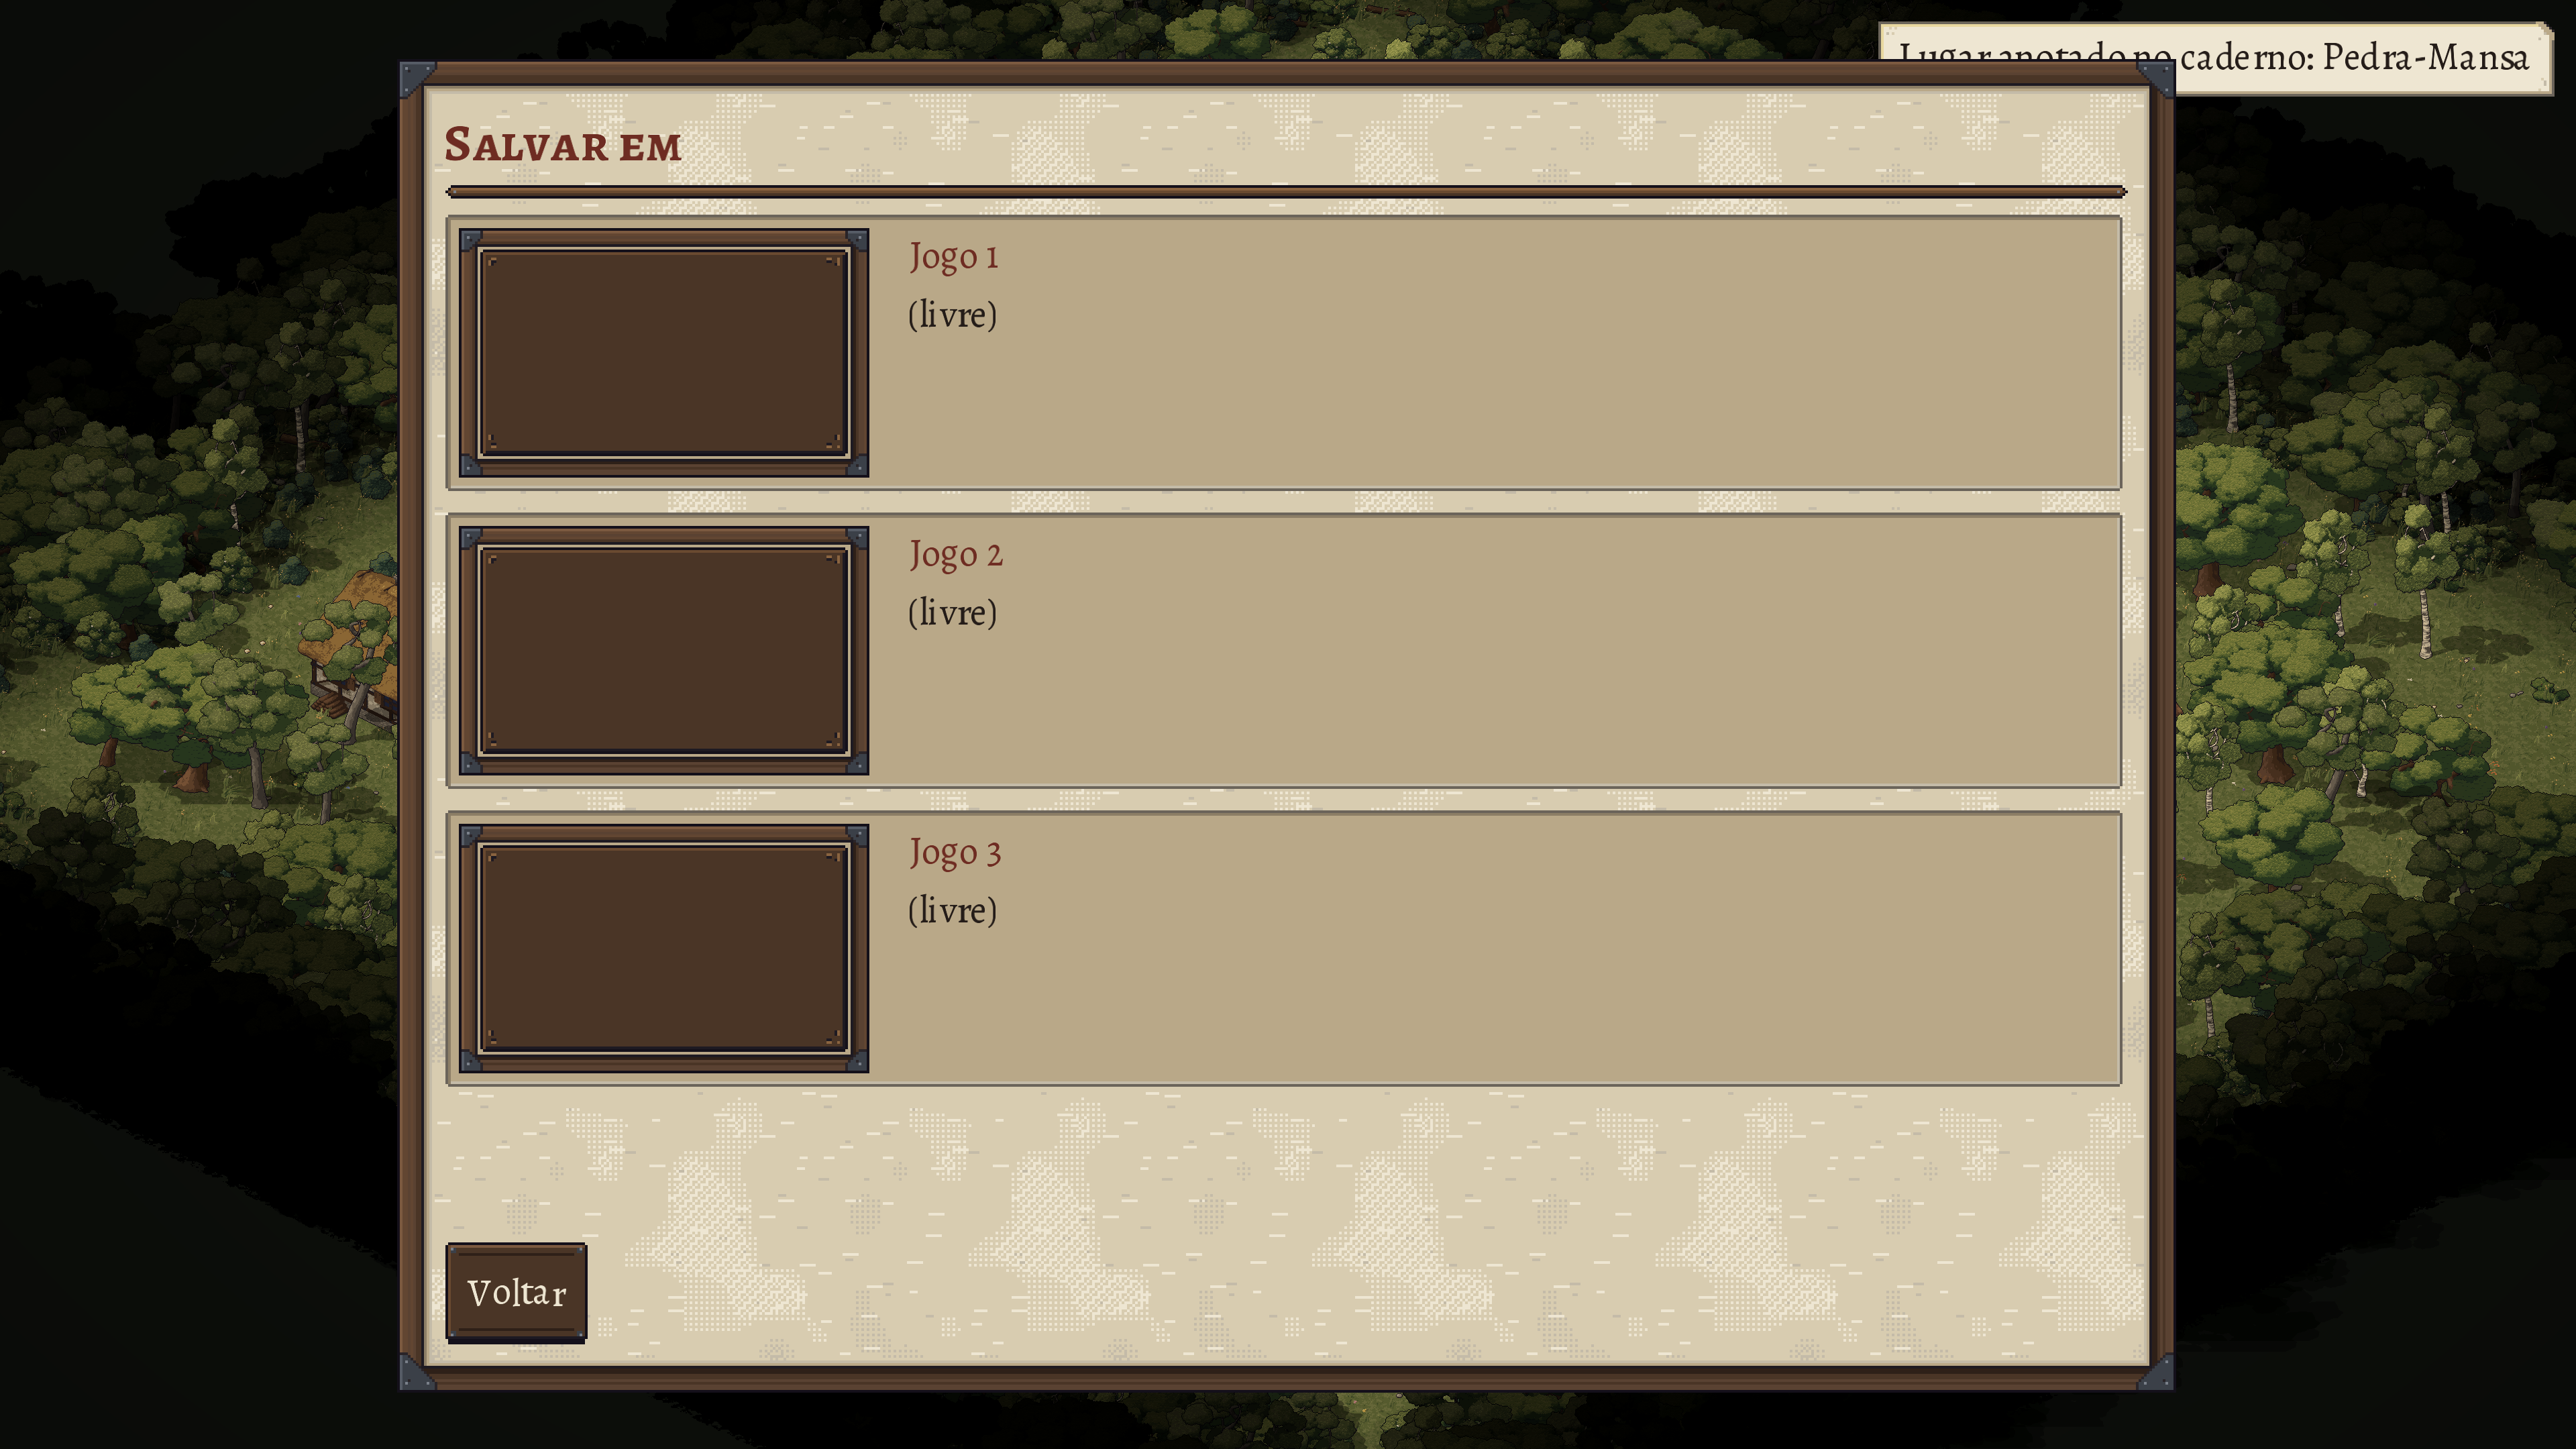 Lugar anotado no caderno: Pedra-Mansa
Salvar em
Jogo 1
(livre)
Jogo 2
(livre)
Jogo 3
(livre)
Voltar